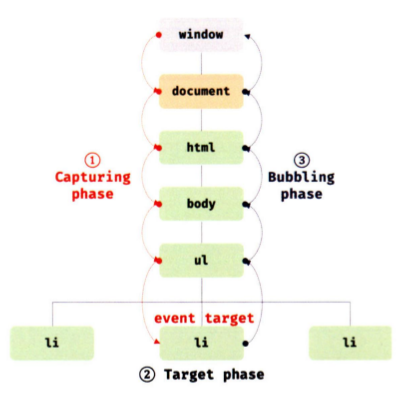 window
document
html
① Capturing phase
③ Bubbling phase
body
ul
event target
li
li
li
② Target phase